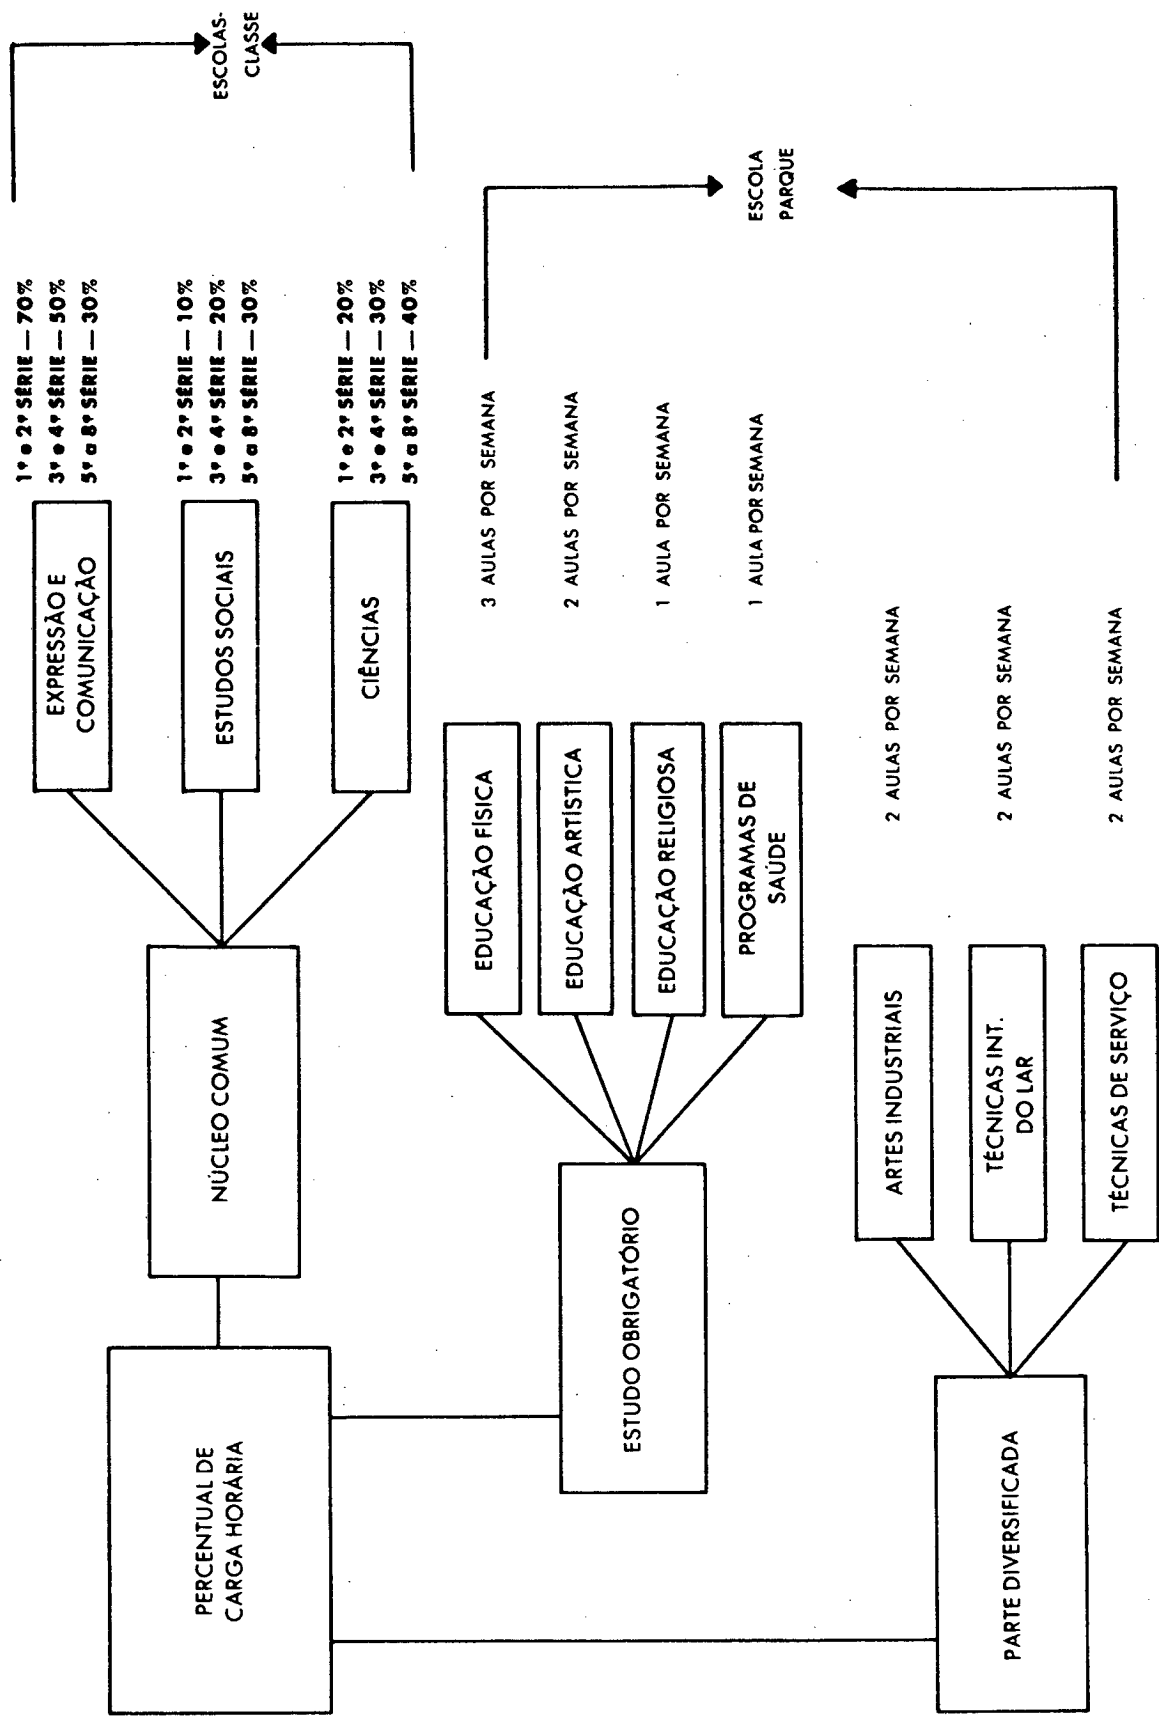 PERCENTUAL DE
CARGA HORÁRIA
NÚCLEO COMUM
EXPRESSÃO E
COMUNICAÇÃO
1ª e 2ª SÉRIE — 70%
3ª e 4ª SÉRIE — 50%
5ª a 8ª SÉRIE — 30%
ESTUDOS SOCIAIS
1ª e 2ª SÉRIE — 10%
3ª e 4ª SÉRIE — 20%
5ª a 8ª SÉRIE — 30%
CIÊNCIAS
1ª e 2ª SÉRIE — 20%
3ª e 4ª SÉRIE — 30%
5ª a 8ª SÉRIE — 40%
ESCOLAS-
CLASSE
ESTUDO OBRIGATÓRIO
EDUCAÇÃO FÍSICA
3 AULAS POR SEMANA
EDUCAÇÃO ARTÍSTICA
2 AULAS POR SEMANA
EDUCAÇÃO RELIGIOSA
1 AULA POR SEMANA
PROGRAMAS DE
SAÚDE
1 AULA POR SEMANA
ESCOLA
PARQUE
PARTE DIVERSIFICADA
ARTES INDUSTRIAIS
2 AULAS POR SEMANA
TÉCNICAS INT.
DO LAR
2 AULAS POR SEMANA
TÉCNICAS DE SERVIÇO
2 AULAS POR SEMANA